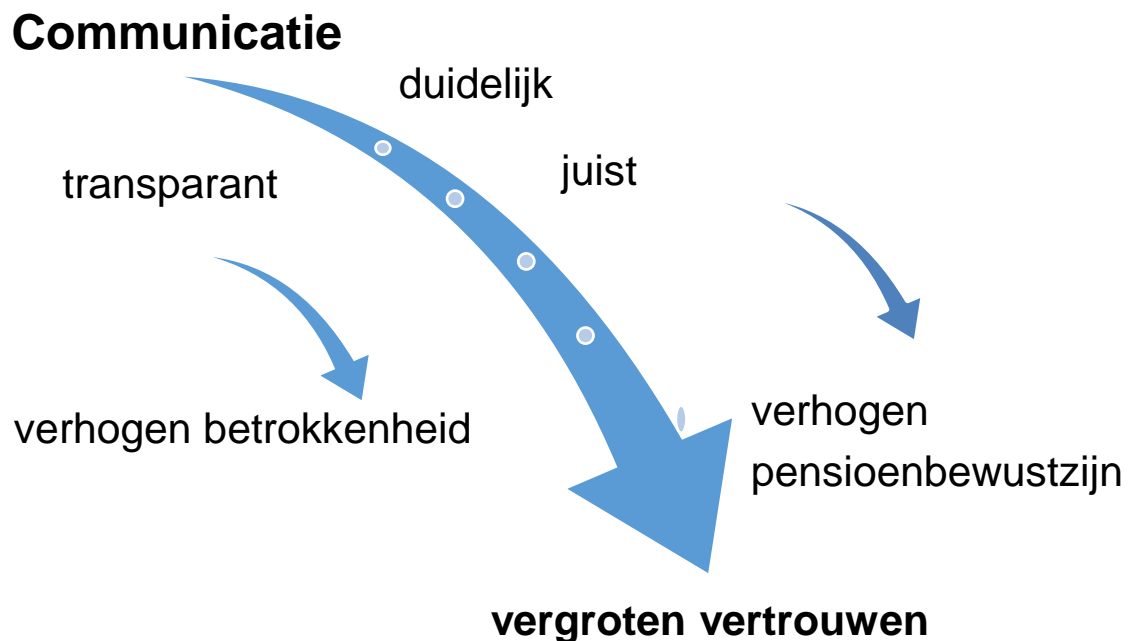 Communicatie
duidelijk
juist
transparant
verhogen betrokkenheid
verhogen
pensioenbewustzijn
vergroten vertrouwen